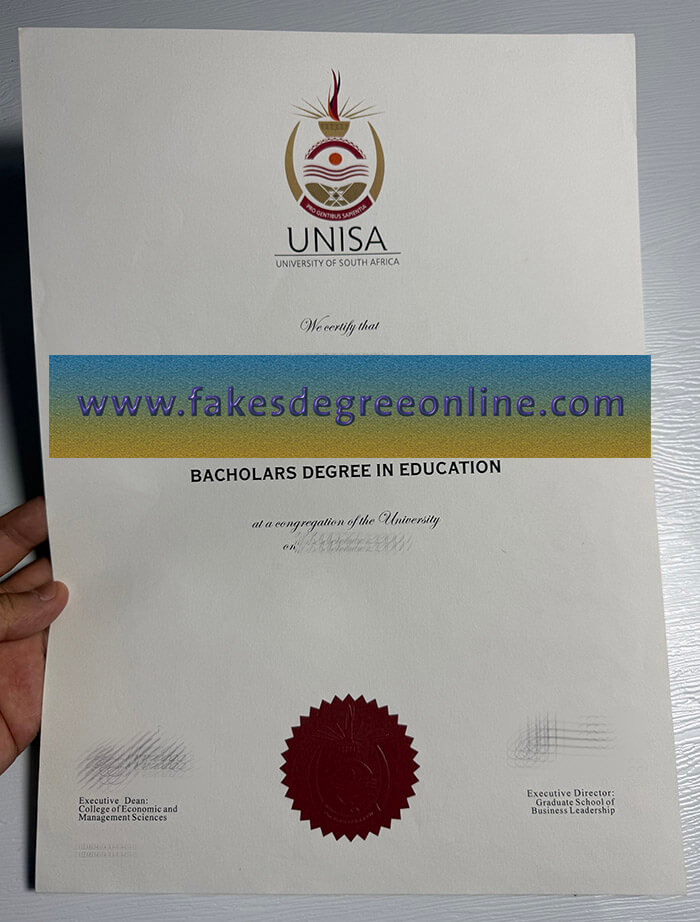 PRO GENTIBUS SAPIENTIA
UNISA
UNIVERSITY OF SOUTH AFRICA
We certify that
www.fakesdegreeonline.com
BACHOLARS DEGREE IN EDUCATION
at a congregation of the University
on
Executive Dean:
College of Economic and
Management Sciences
Executive Director:
Graduate School of
Business Leadership